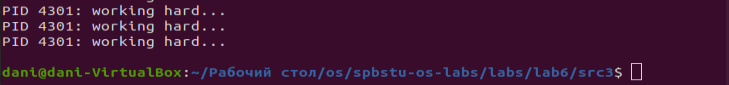 PID 4301: working hard...
PID 4301: working hard...
PID 4301: working hard...
dani@dani-VirtualBox:~/Рабочий стол/os/spbstu-os-labs/labs/lab6/src3$